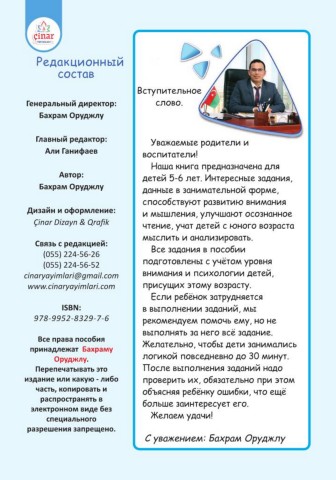 çinar
Редакционный
состав
Генеральный директор:
Бахрам Оруджлу
Главный редактор:
Али Ганифаев
Автор:
Бахрам Оруджлу
Дизайн и оформление:
Çinar Dizayn & Qrafik
Связь с редакцией:
(055) 224-56-26
(055) 224-56-52
cinaryayimlari@gmail.com
www.cinaryayimlari.com
ISBN:
978-9952-8329-7-6
Все права пособия
принадлежат Бахраму
Оруджлу.
Перепечатывать это
издание или какую - либо
часть, копировать и
распространять в
электронном виде без
специального
разрешения запрещено.
Вступительное
слово.
Уважаемые родители и
воспитатели!
Наша книга предназначена для
детей 5-6 лет. Интересные задания,
данные в занимательной форме,
способствуют развитию внимания
и мышления, улучшают осознанное
чтение, учат детей с юного возраста
мыслить и анализировать.
Все задания в пособии
подготовлены с учётом уровня
внимания и психологии детей,
присущих этому возрасту.
Если ребёнок затрудняется
в выполнении заданий, мы
рекомендуем помочь ему, но не
выполнять за него всё задание.
Желательно, чтобы дети занимались
логикой повседневно до 30 минут.
После выполнения заданий надо
проверить их, обязательно при этом
объясняя ребёнку ошибки, что ещё
больше заинтересует его.
Желаем удачи!
С уважением: Бахрам Оруджлу